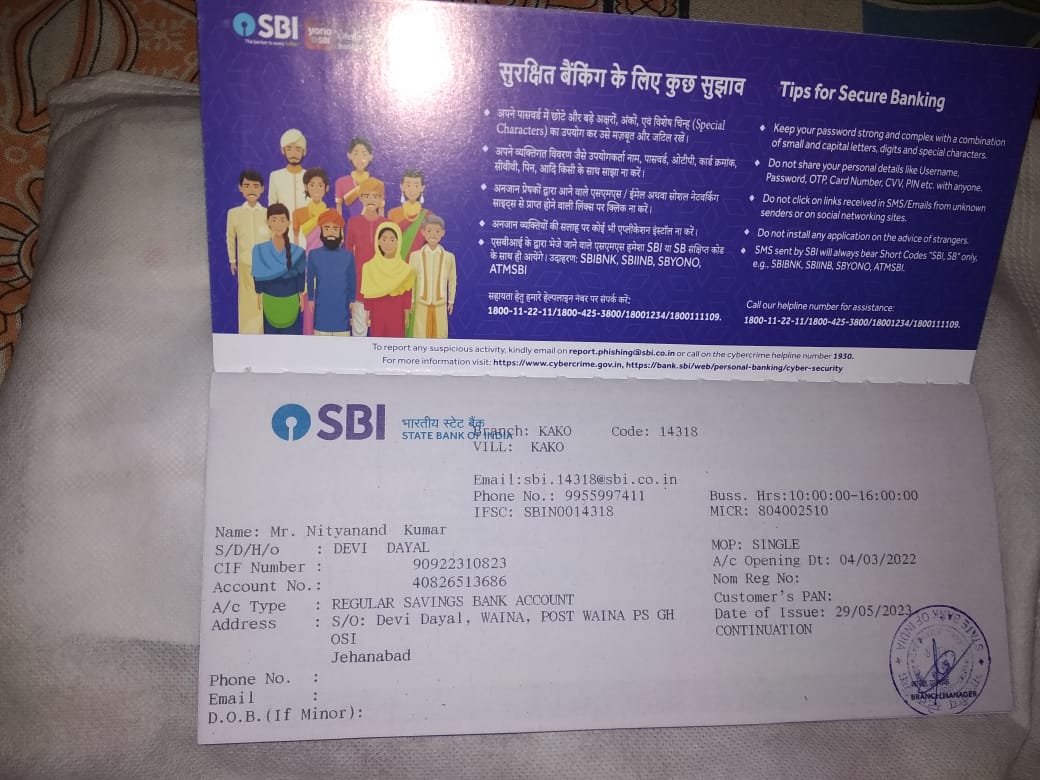 SBI
The banker to every Indian
yono
SBI
सुरक्षित बैंकिंग के लिए कुछ सुझाव
अपने पासवर्ड में छोटे और बड़े अक्षरों, अंकों, एवं विशेष चिन्ह (Special
Characters) का उपयोग कर उसे मज़बूत और जटिल रखें।
अपने व्यक्तिगत विवरण जैसे उपयोगकर्ता नाम, पासवर्ड, ओटीपी, कार्ड क्रमांक,
सीवीवी, पिन, आदि किसी के साथ साझा ना करें।
अनजान प्रेषकों द्वारा आने वाले एसएमएस / ईमेल अथवा सोशल नेटवर्किंग
साइट्स से प्राप्त होने वाली लिंक्स पर क्लिक ना करें।
अनजान व्यक्तियों की सलाह पर कोई भी एप्लीकेशन इंस्टॉल ना करें।
एसबीआई के द्वारा भेजे जाने वाले एसएमएस हमेशा SBI या SB संक्षिप्त कोड
के साथ ही आयेंगे। उदाहरण: SBIBNK, SBIINB, SBYONO,
ATMSBI
सहायता हेतु हमारे हेल्पलाइन नंबर पर संपर्क करें:
1800-11-22-11/1800-425-3800/18001234/1800111109.
Tips for Secure Banking
Keep your password strong and complex with a combination
of small and capital letters, digits and special characters.
Do not share your personal details like Username,
Password, OTP, Card Number, CVV, PIN etc. with anyone.
Do not click on links received in SMS/Emails from unknown
senders or on social networking sites.
Do not install any application on the advice of strangers.
SMS sent by SBI will always bear Short Codes "SBI, SB" only,
e.g., SBIBNK, SBIINB, SBYONO, ATMSBI.
Call our helpline number for assistance:
1800-11-22-11/1800-425-3800/18001234/1800111109.
To report any suspicious activity, kindly email on report.phishing@sbi.co.in or call on the cybercrime helpline number 1930.
For more information visit: https://www.cybercrime.gov.in, https://bank.sbi/web/personal-banking/cyber-security
SBI
भारतीय स्टेट बैंक
STATE BANK OF INDIA
Branch: KAKO Code: 14318
VILL: KAKO
Email:sbi.14318@sbi.co.in
Phone No.: 9955997411 Buss. Hrs:10:00:00-16:00:00
IFSC: SBIN0014318 MICR: 804002510
Name: Mr. Nityanand Kumar
S/D/H/o : DEVI DAYAL MOP: SINGLE
CIF Number : 90922310823 A/c Opening Dt: 04/03/2022
Account No.: 40826513686 Nom Reg No:
A/c Type : REGULAR SAVINGS BANK ACCOUNT Customer's PAN:
Address : S/O: Devi Dayal, WAINA, POST WAINA PS GH Date of Issue: 29/05/2023
OSI CONTINUATION
Jehanabad
Phone No. :
Email :
D.O.B.(If Minor):
STATE BANK OF INDIA
BRANCH MANAGER